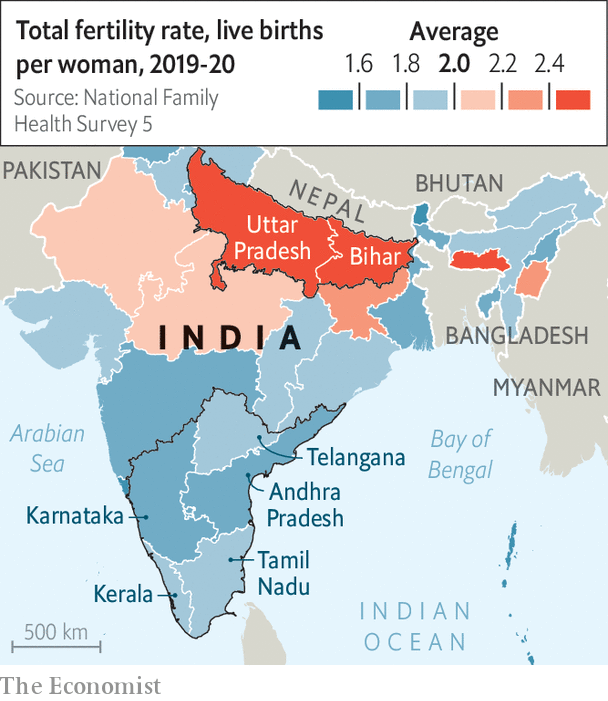 Total fertility rate, live births
per woman, 2019-20
Source: National Family
Health Survey 5
Average
1.6 1.8 2.0 2.2 2.4
PAKISTAN
NEPAL
BHUTAN
Uttar
Pradesh
Bihar
INDIA
BANGLADESH
MYANMAR
Arabian
Sea
Bay of
Bengal
Telangana
Andhra
Pradesh
Karnataka
Tamil
Nadu
Kerala
INDIAN
OCEAN
500 km
The Economist